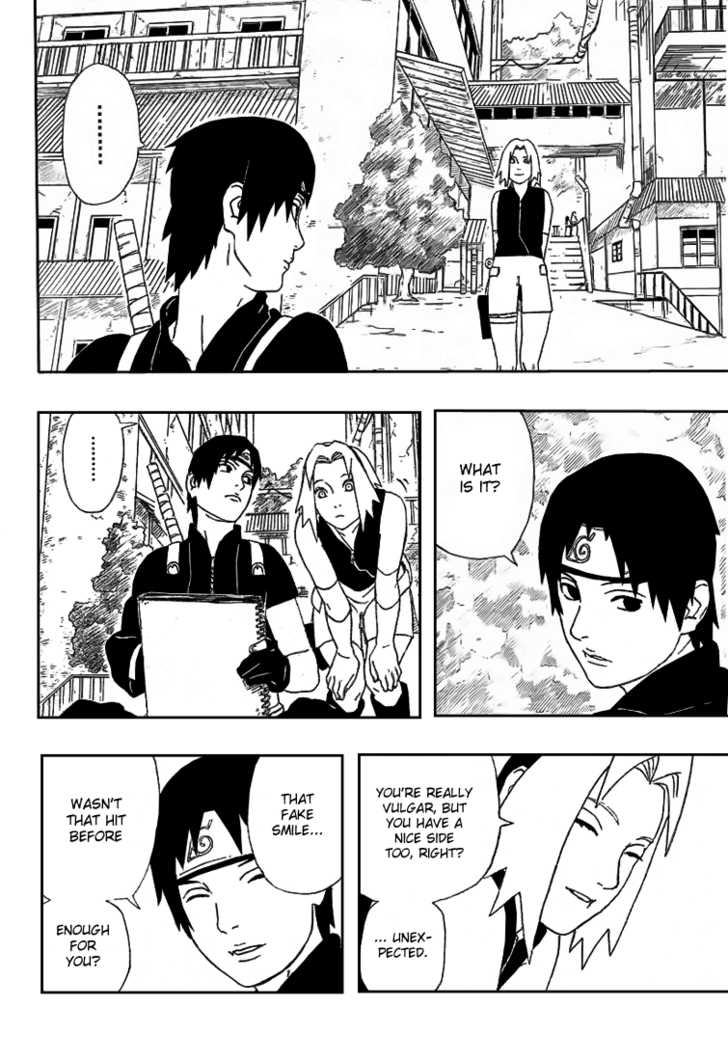 .........
WHAT
IS IT?
........
YOU'RE REALLY
VULGAR, BUT
YOU HAVE A
NICE SIDE
TOO, RIGHT?
... UNEX-
PECTED.
THAT
FAKE
SMILE...
WASN'T
THAT HIT
BEFORE
ENOUGH
FOR
YOU?